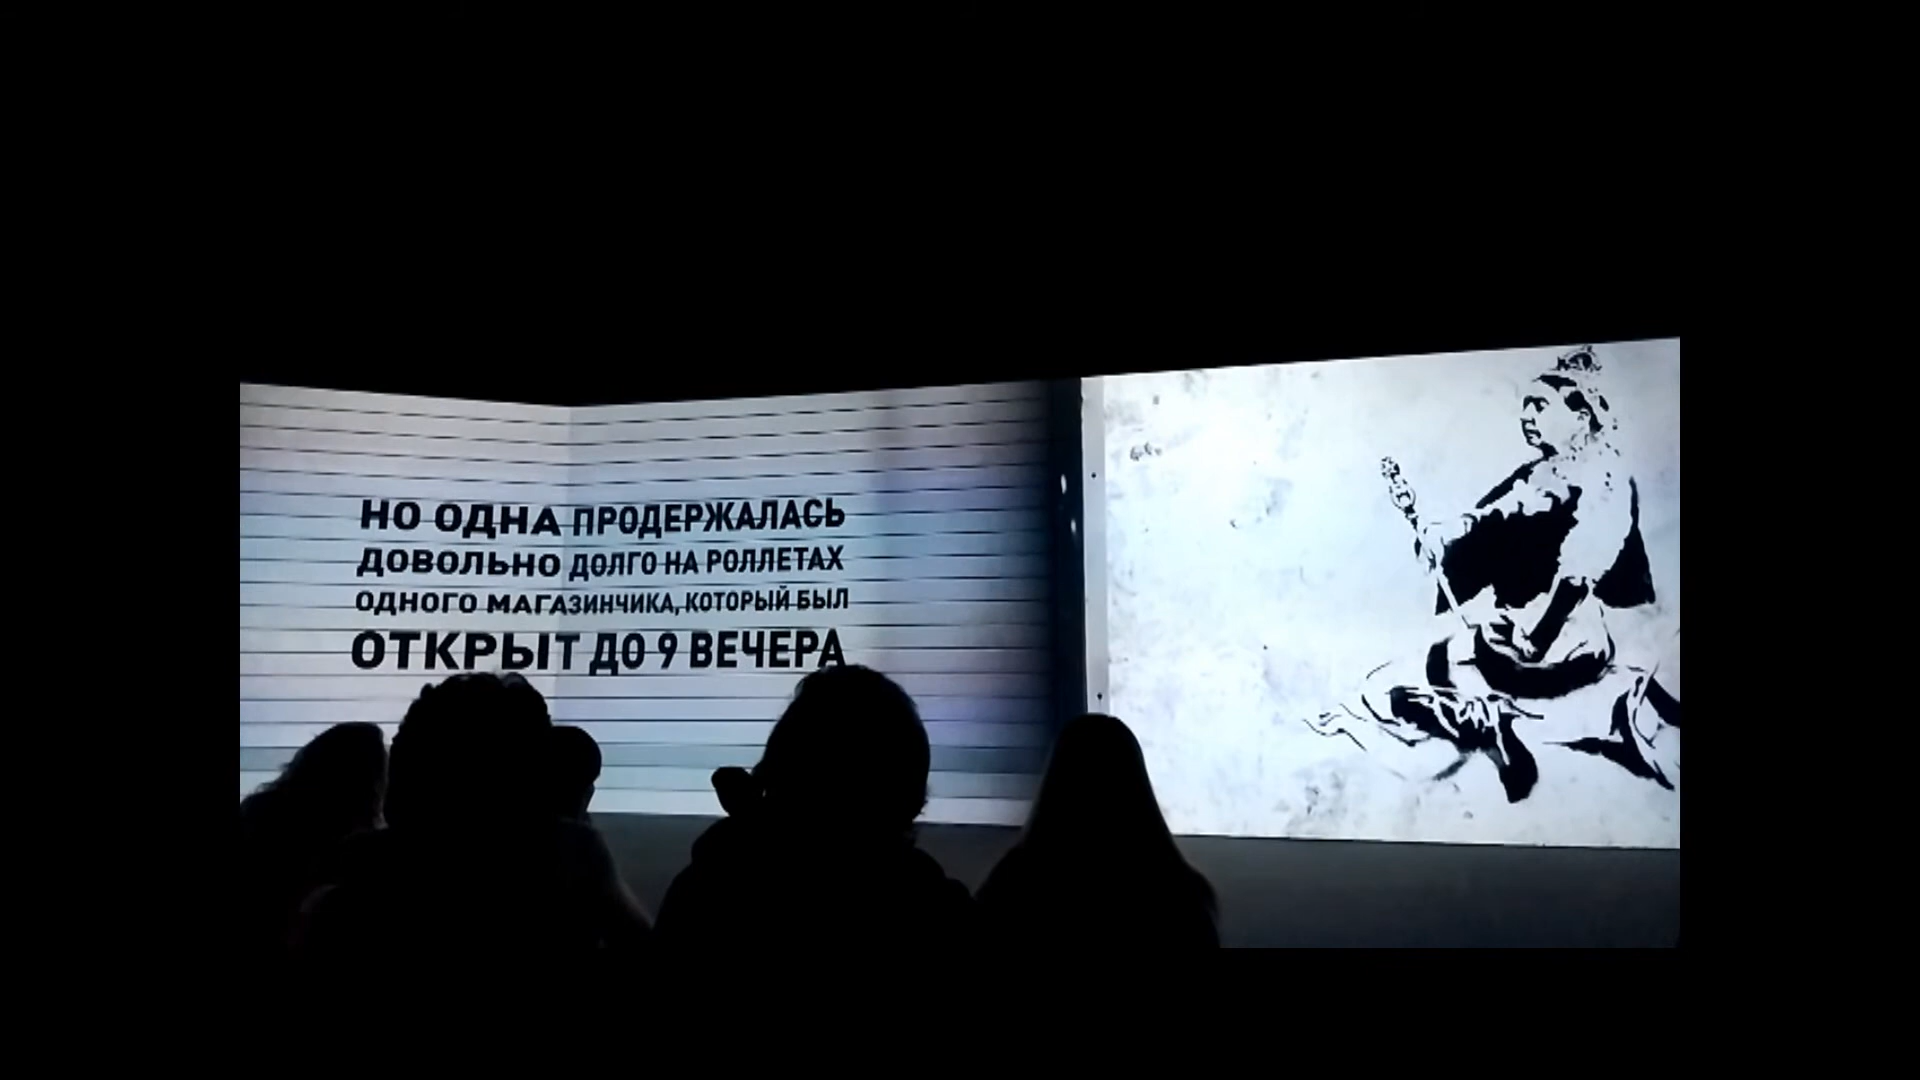 НО ОДНА ПРОДЕРЖАЛАСЬ
ДОВОЛЬНО ДОЛГО НА РОЛЛЕТАХ
ОДНОГО МАГАЗИНЧИКА, КОТОРЫЙ БЫЛ
ОТКРЫТ ДО 9 ВЕЧЕРА